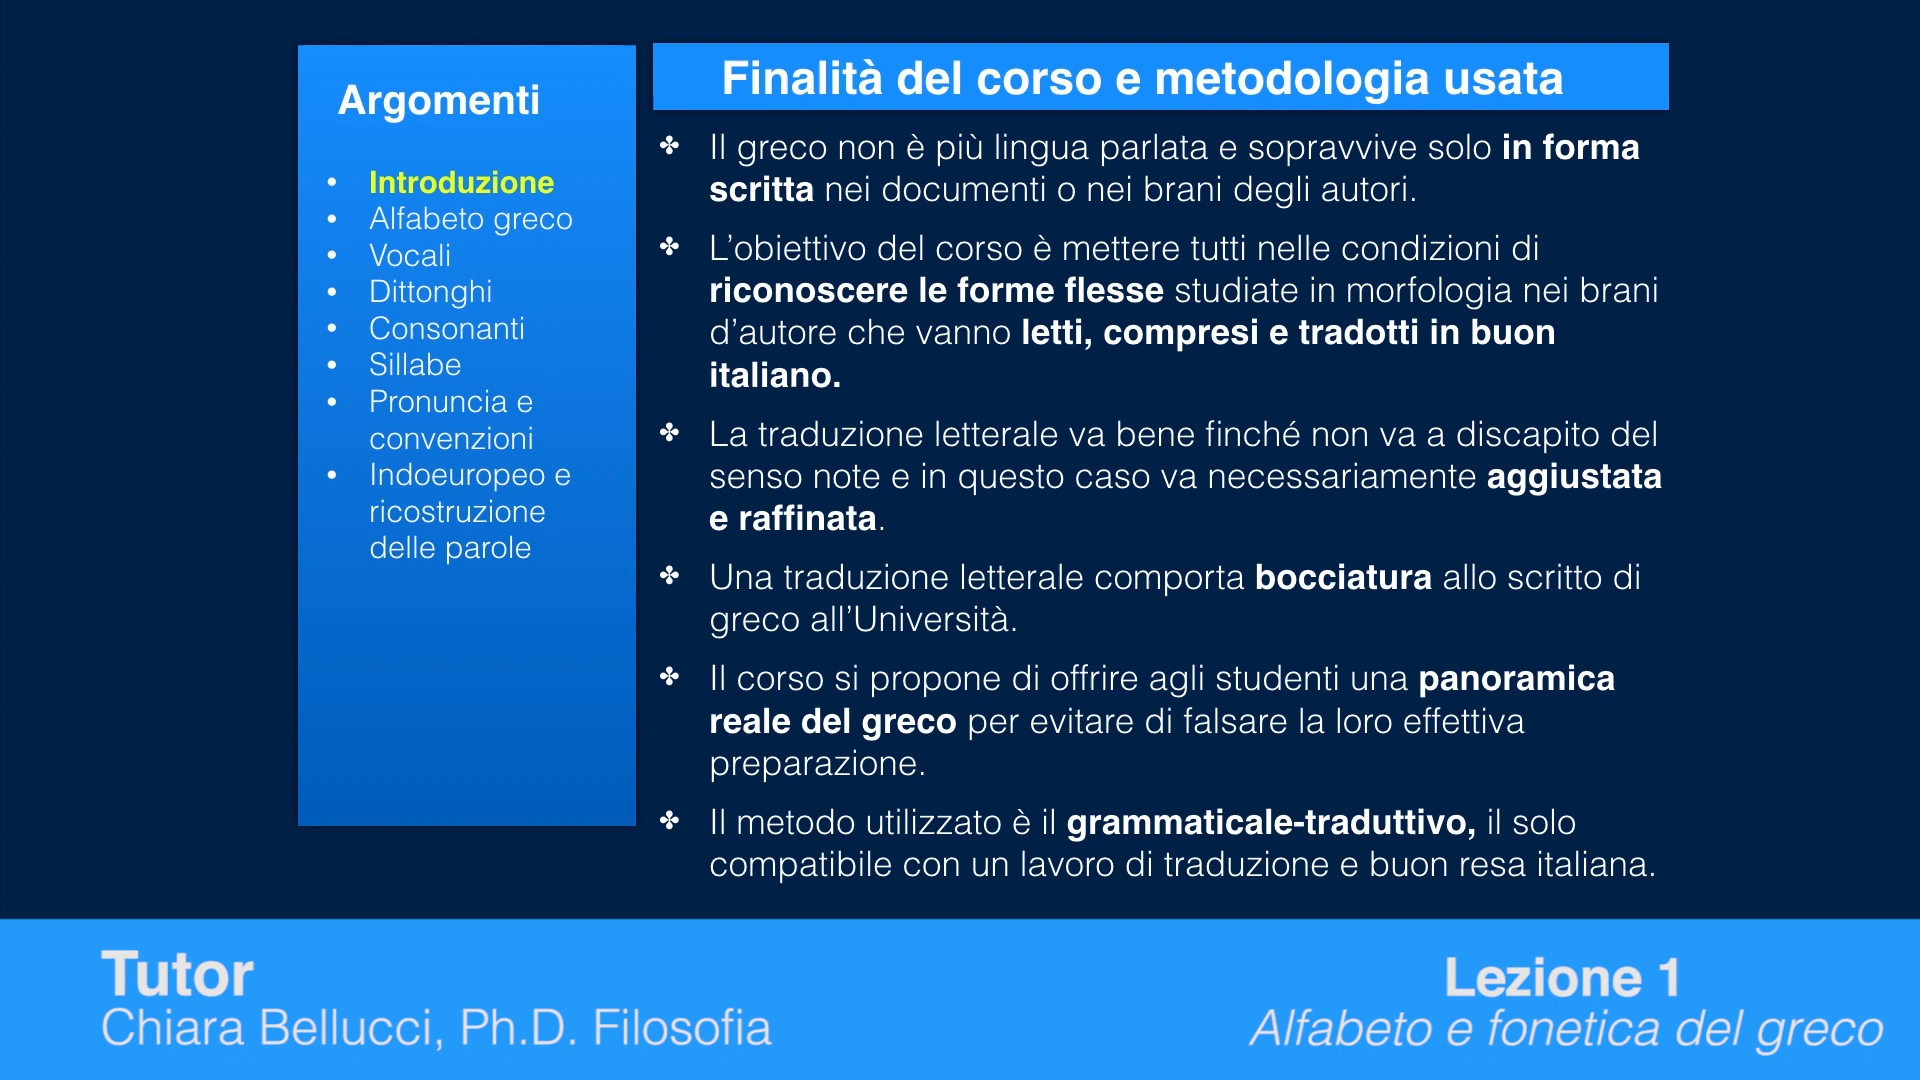 Argomenti
• Introduzione
• Alfabeto greco
• Vocali
• Dittonghi
• Consonanti
• Sillabe
• Pronuncia e
convenzioni
• Indoeuropeo e
ricostruzione
delle parole
Finalità del corso e metodologia usata
✤ Il greco non è più lingua parlata e sopravvive solo in forma
scritta nei documenti o nei brani degli autori.
✤ L’obiettivo del corso è mettere tutti nelle condizioni di
riconoscere le forme flesse studiate in morfologia nei brani
d’autore che vanno letti, compresi e tradotti in buon
italiano.
✤ La traduzione letterale va bene finché non va a discapito del
senso note e in questo caso va necessariamente aggiustata
e raffinata.
✤ Una traduzione letterale comporta bocciatura allo scritto di
greco all’Università.
✤ Il corso si propone di offrire agli studenti una panoramica
reale del greco per evitare di falsare la loro effettiva
preparazione.
✤ Il metodo utilizzato è il grammaticale-traduttivo, il solo
compatibile con un lavoro di traduzione e buon resa italiana.
Tutor
Chiara Bellucci, Ph.D. Filosofia
Lezione 1
Alfabeto e fonetica del greco